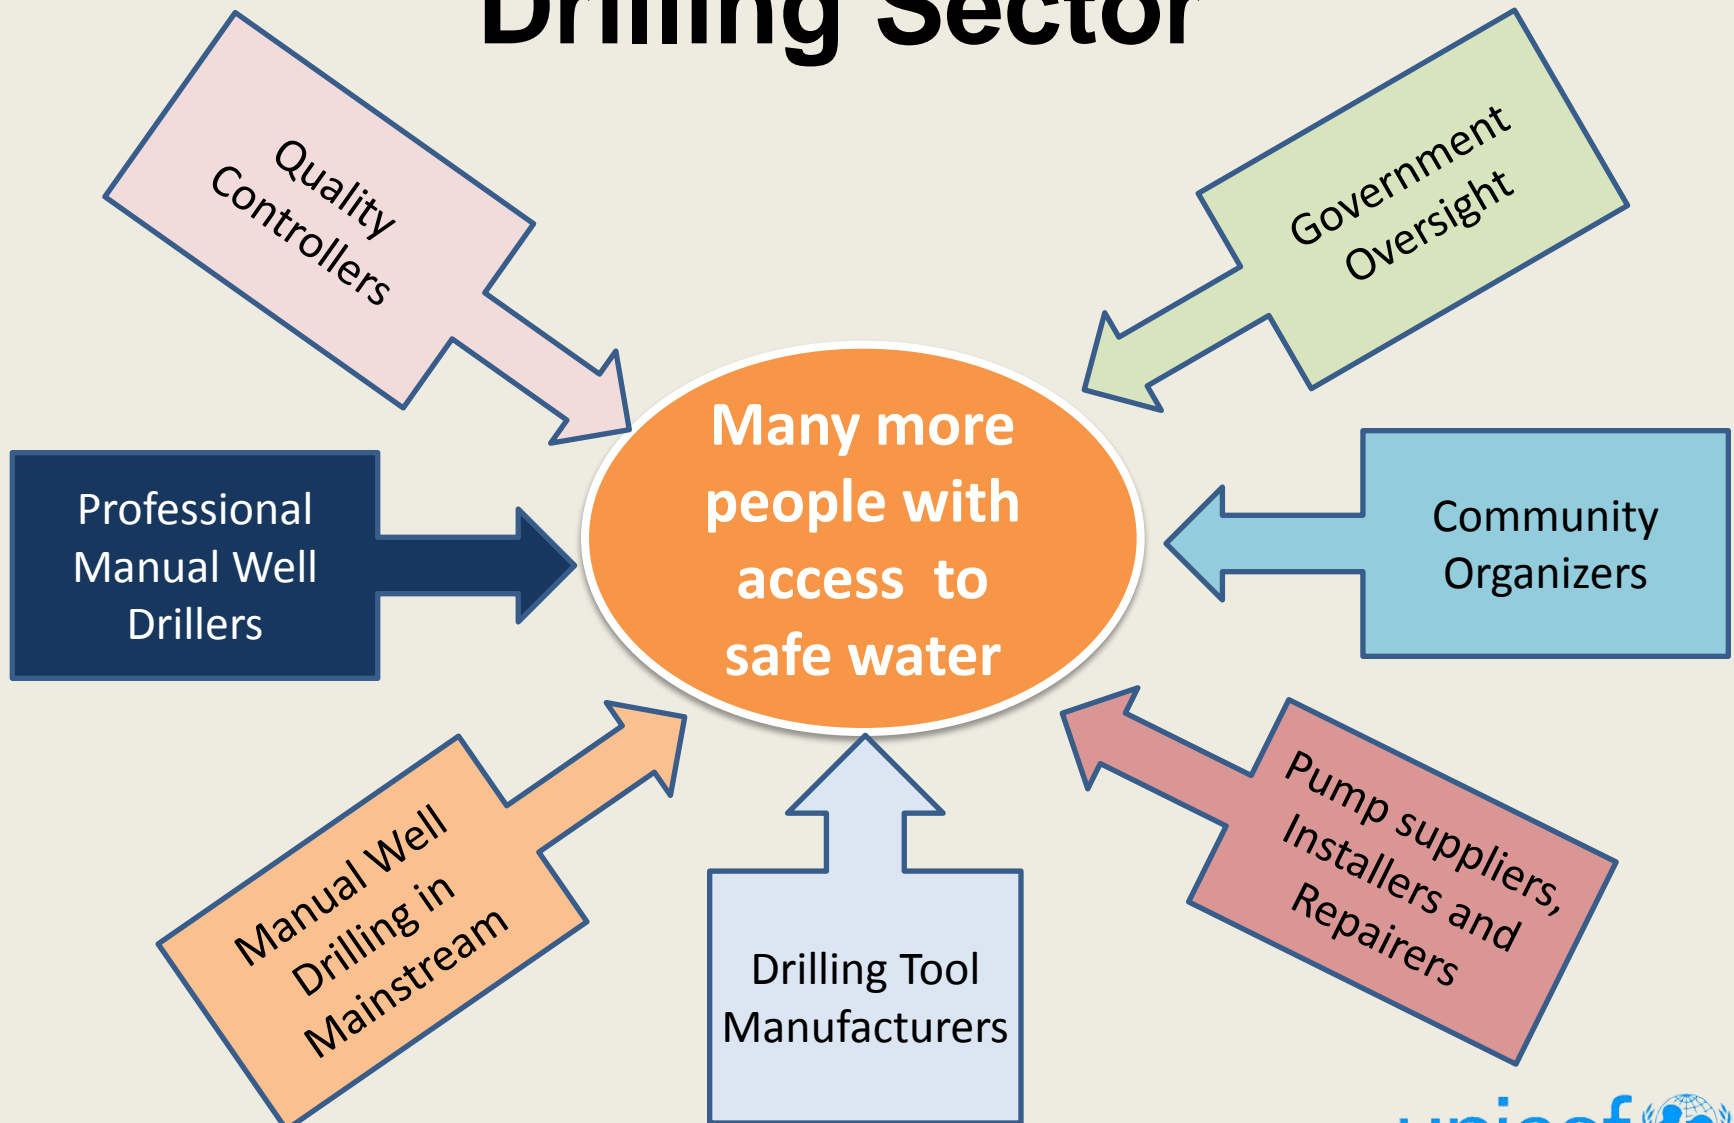 Drilling Sector
Quality
Controllers
Government
Oversight
Many more
people with
access to
safe water
Professional
Manual Well
Drillers
Community
Organizers
Manual Well
Drilling in
Mainstream
Drilling Tool
Manufacturers
Pump suppliers,
Installers and
Repairers
unicef